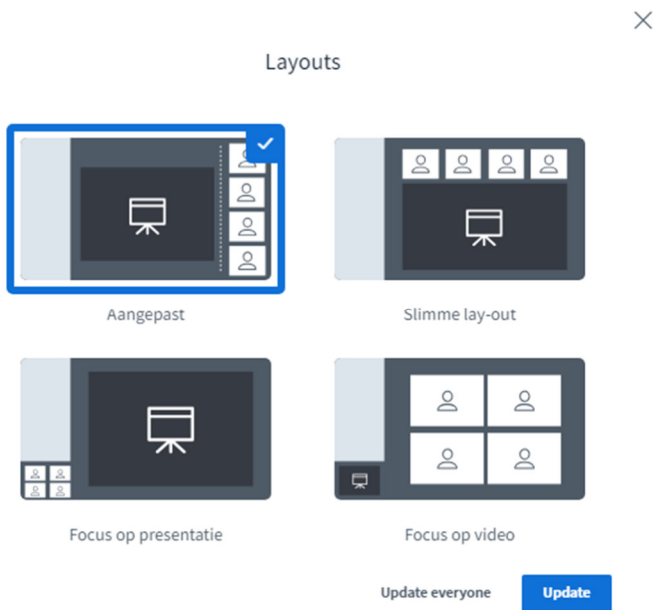 Layouts
Aangepast
Slimme lay-out
Focus op presentatie
Focus op video
Update everyone
Update